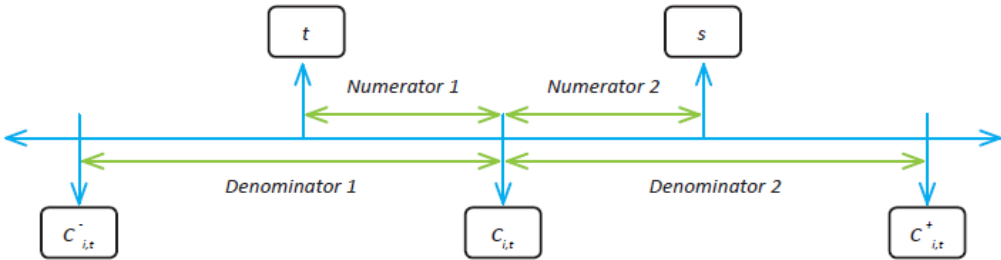 t
s
Numerator 1
Numerator 2
Denominator 1
Denominator 2
C⁻i,t
Ci,t
C⁺i,t